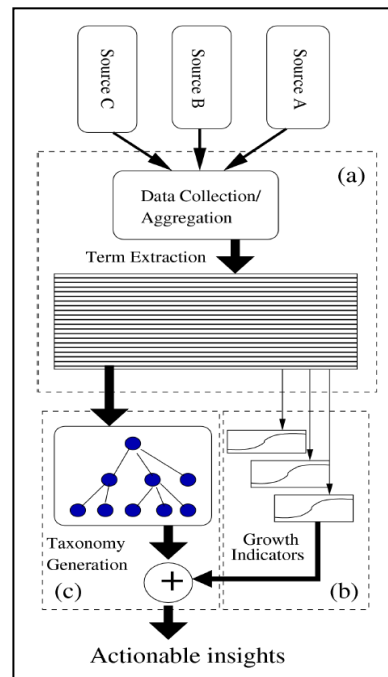 Source C
Source B
Source A
(a)
Data Collection/
Aggregation
Term Extraction
Taxonomy
Generation
(c)
+
Growth
Indicators
(b)
Actionable insights